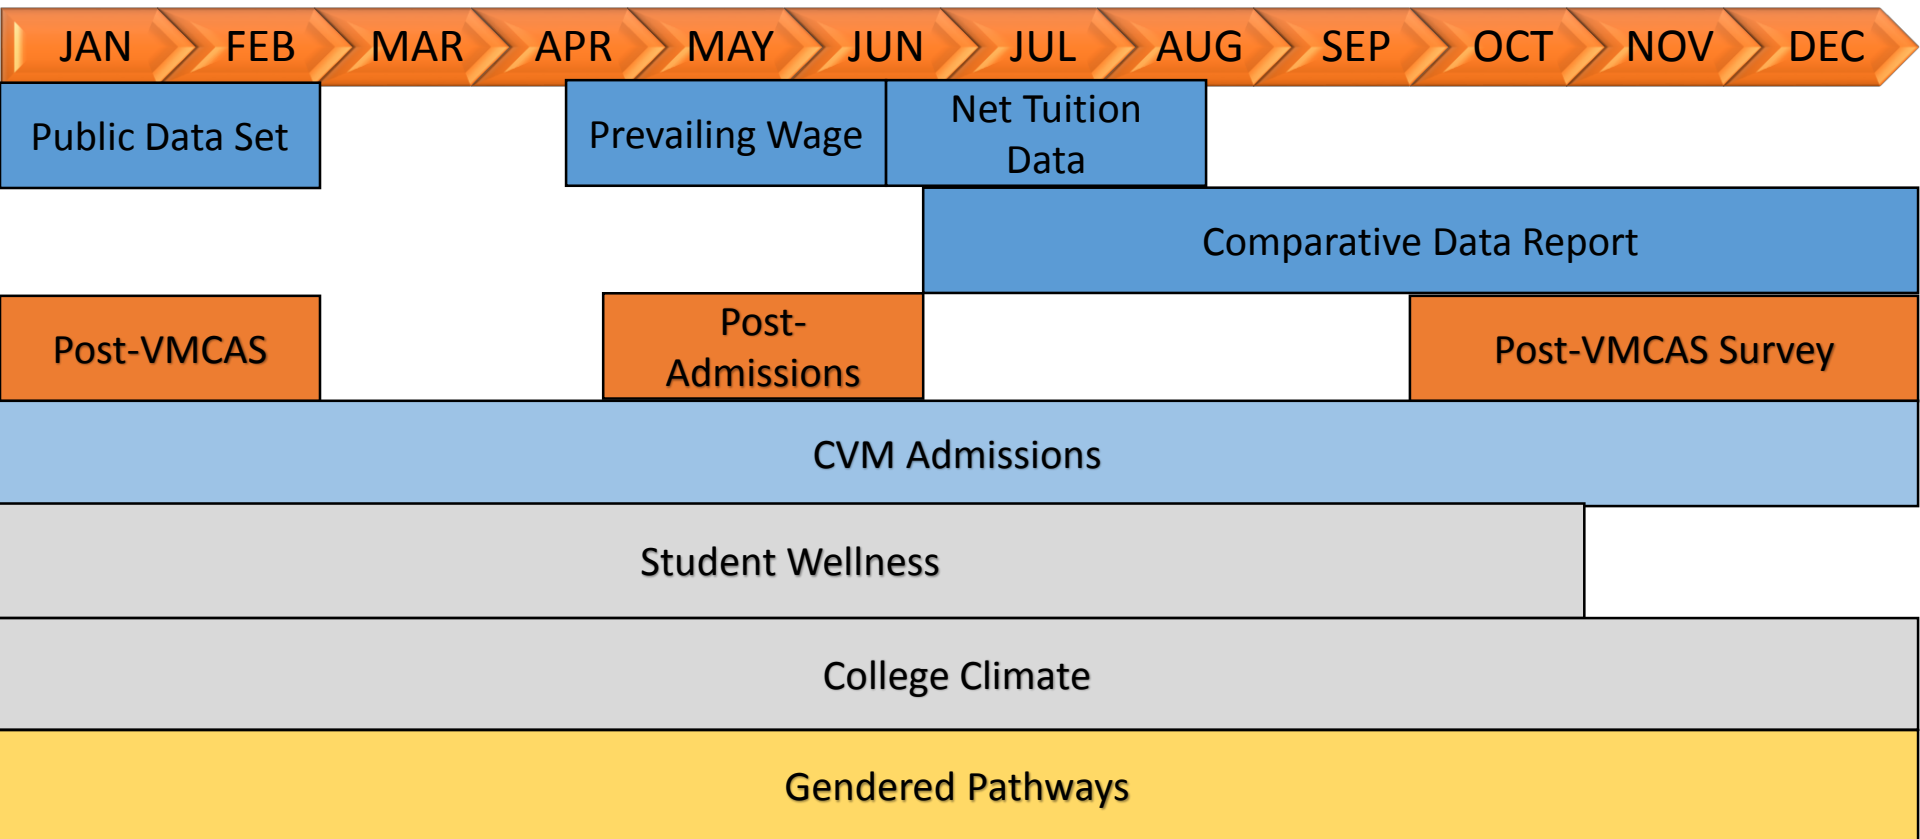 JAN FEB MAR APR MAY JUN JUL AUG SEP OCT NOV DEC
Public Data Set
Prevailing Wage
Net Tuition
Data
Comparative Data Report
Post-VMCAS
Post-
Admissions
Post-VMCAS Survey
CVM Admissions
Student Wellness
College Climate
Gendered Pathways